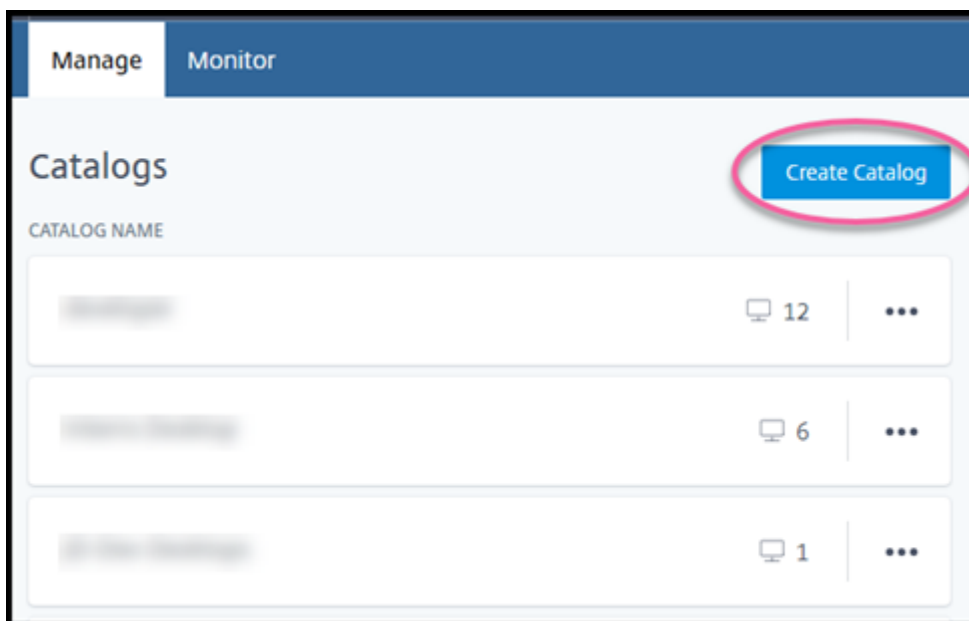 Manage Monitor
Catalogs
Create Catalog
CATALOG NAME
12 •••
6 •••
1 •••